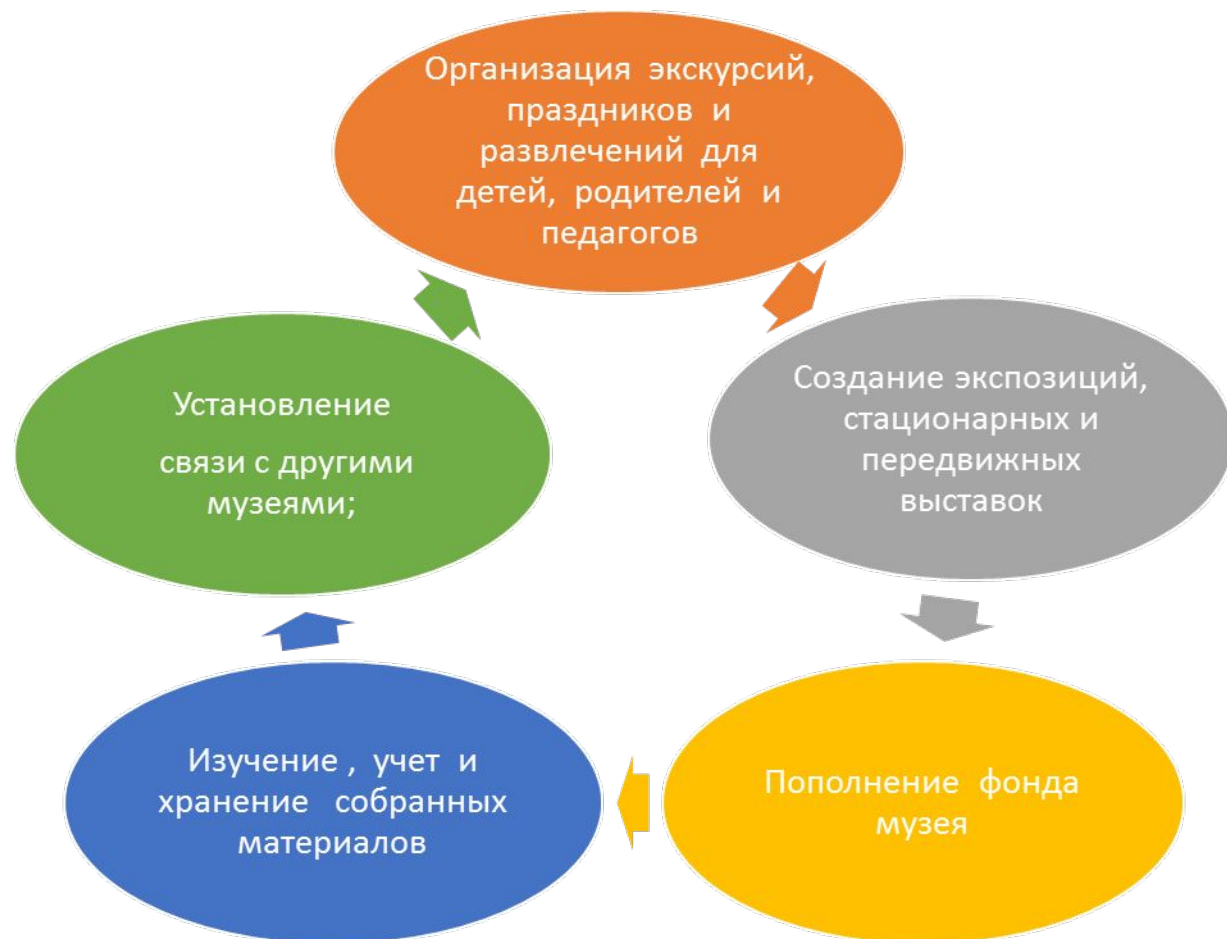 Организация экскурсий,
праздников и
развлечений для
детей, родителей и
педагогов
Создание экспозиций,
стационарных и
передвижных
выставок
Пополнение фонда
музея
Изучение , учет и
хранение собранных
материалов
Установление
связи с другими
музеями;